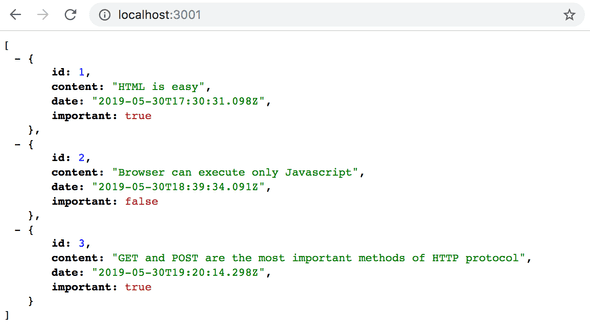 localhost:3001
[
- {
id: 1,
content: "HTML is easy",
date: "2019-05-30T17:30:31.098Z",
important: true
},
- {
id: 2,
content: "Browser can execute only Javascript",
date: "2019-05-30T18:39:34.091Z",
important: false
},
- {
id: 3,
content: "GET and POST are the most important methods of HTTP protocol",
date: "2019-05-30T19:20:14.298Z",
important: true
}
]